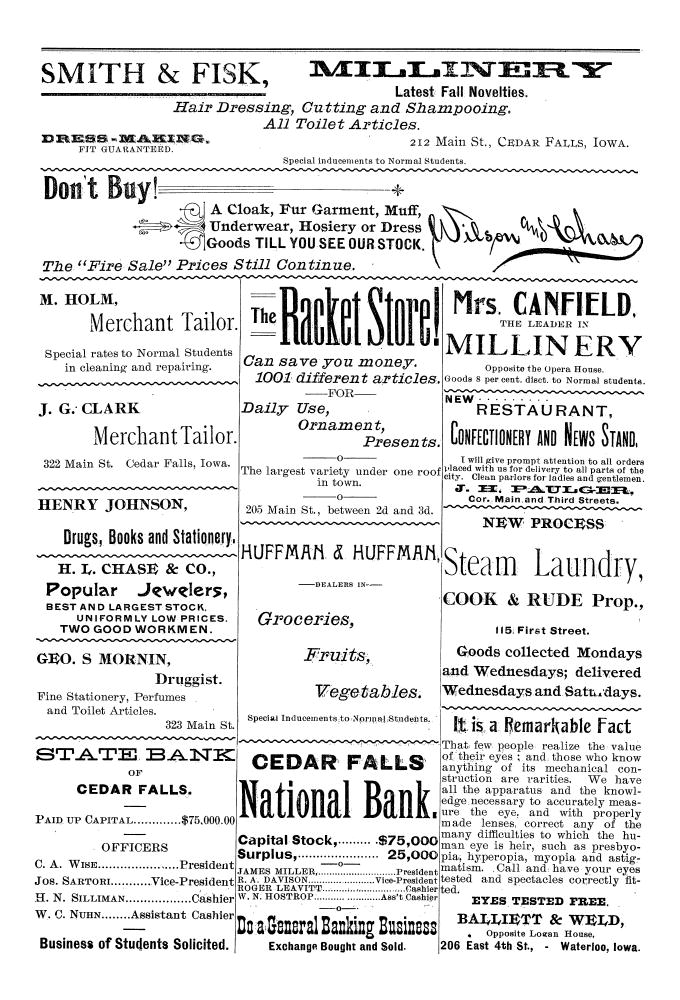 SMITH & FISK,
MILLINERY
Latest Fall Novelties.
Hair Dressing, Cutting and Shampooing.
All Toilet Articles.
DRESS-MAKING.
FIT GUARANTEED.
212 Main St., CEDAR FALLS, IOWA.
Special inducements to Normal Students.
Don't Buy!
A Cloak, Fur Garment, Muff,
Underwear, Hosiery or Dress
Goods TILL YOU SEE OUR STOCK.
Wilson and Chase
The "Fire Sale" Prices Still Continue.
M. HOLM,
Merchant Tailor.
Special rates to Normal Students
in cleaning and repairing.
J. G. CLARK
Merchant Tailor.
322 Main St. Cedar Falls, Iowa.
HENRY JOHNSON,
Drugs, Books and Stationery.
H. L. CHASE & CO.,
Popular Jewelers,
BEST AND LARGEST STOCK.
UNIFORMLY LOW PRICES.
TWO GOOD WORKMEN.
GEO. S MORNIN,
Druggist.
Fine Stationery, Perfumes
and Toilet Articles.
323 Main St.
STATE BANK
OF
CEDAR FALLS.
PAID UP CAPITAL.............$75,000.00
OFFICERS
C. A. WISE......................President
JOS. SARTORI...........Vice-President
H. N. SILLIMAN..................Cashier
W. C. NUHN.......Assistant Cashier
Business of Students Solicited.
The Racket Store!
Can save you money.
1001 different articles.
—FOR—
Daily Use,
Ornament,
Presents.
—o—
The largest variety under one roof
in town.
—o—
205 Main St., between 2d and 3d.
HUFFMAN & HUFFMAN,
—DEALERS IN—
Groceries,
Fruits,
Vegetables.
Special Inducements to Normal Students.
CEDAR FALLS
National Bank.
Capital Stock,........ $75,000
Surplus,................... 25,000
—o—
JAMES MILLER,......................President
R. A. DAVISON........................Vice-President
ROGER LEAVITT.........................Cashier
W. N. HOSTROP..................Ass't Cashier
—o—
Do a General Banking Business
Exchange Bought and Sold.
Mrs. CANFIELD,
THE LEADER IN
MILLINERY
Opposite the Opera House.
Goods 8 per cent. disct. to Normal students.
NEW . . . . . . . . .
RESTAURANT,
CONFECTIONERY AND NEWS STAND.
I will give prompt attention to all orders
placed with us for delivery to all parts of the
city. Clean parlors for ladies and gentlemen.
J. H. PAULGER,
Cor. Main and Third Streets.
NEW PROCESS
Steam Laundry,
COOK & RUDE Prop.,
115 First Street.
Goods collected Mondays
and Wednesdays; delivered
Wednesdays and Saturdays.
It is a Remarkable Fact
That few people realize the value
of their eyes; and those who know
anything of its mechanical con-
struction are rarities. We have
all the apparatus and the knowl-
edge necessary to accurately meas-
ure the eye, and with properly
made lenses, correct any of the
many difficulties to which the hu-
man eye is heir, such as presbyo-
pia, hyperopia, myopia and astig-
matism. Call and have your eyes
tested and spectacles correctly fit-
ted.
EYES TESTED FREE.
BALLIETT & WELD,
Opposite Logan House,
206 East 4th St., - Waterloo, Iowa.